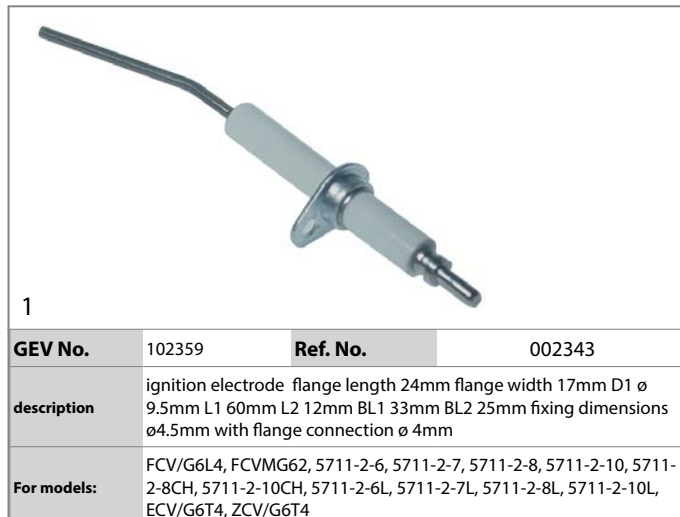 1
GEV No. 102359 Ref. No. 002343
description
ignition electrode flange length 24mm flange width 17mm D1 ø
9.5mm L1 60mm L2 12mm BL1 33mm BL2 25mm fixing dimensions
ø4.5mm with flange connection ø 4mm
For models:
FCV/G6L4, FCVMG62, 5711-2-6, 5711-2-7, 5711-2-8, 5711-2-10, 5711-
2-8CH, 5711-2-10CH, 5711-2-6L, 5711-2-7L, 5711-2-8L, 5711-2-10L,
ECV/G6T4, ZCV/G6T4